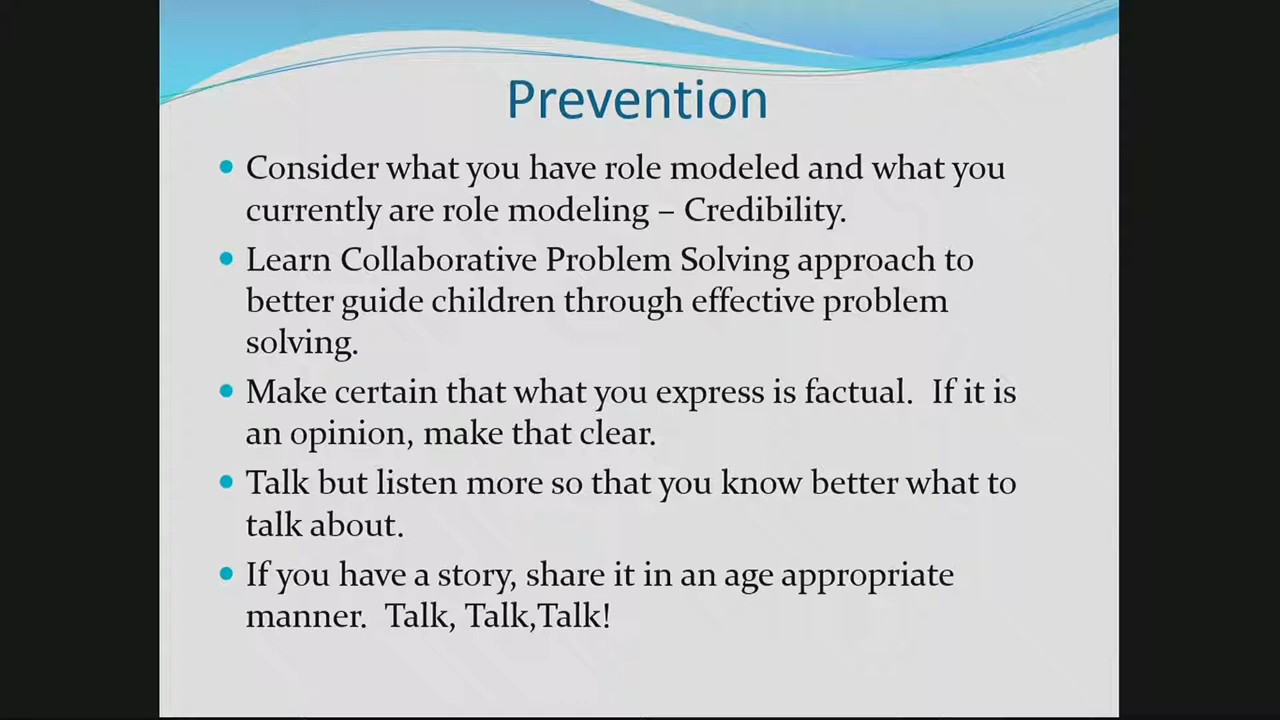 Prevention
Consider what you have role modeled and what you
currently are role modeling – Credibility.
Learn Collaborative Problem Solving approach to
better guide children through effective problem
solving.
Make certain that what you express is factual.  If it is
an opinion, make that clear.
Talk but listen more so that you know better what to
talk about.
If you have a story, share it in an age appropriate
manner.  Talk, Talk,Talk!